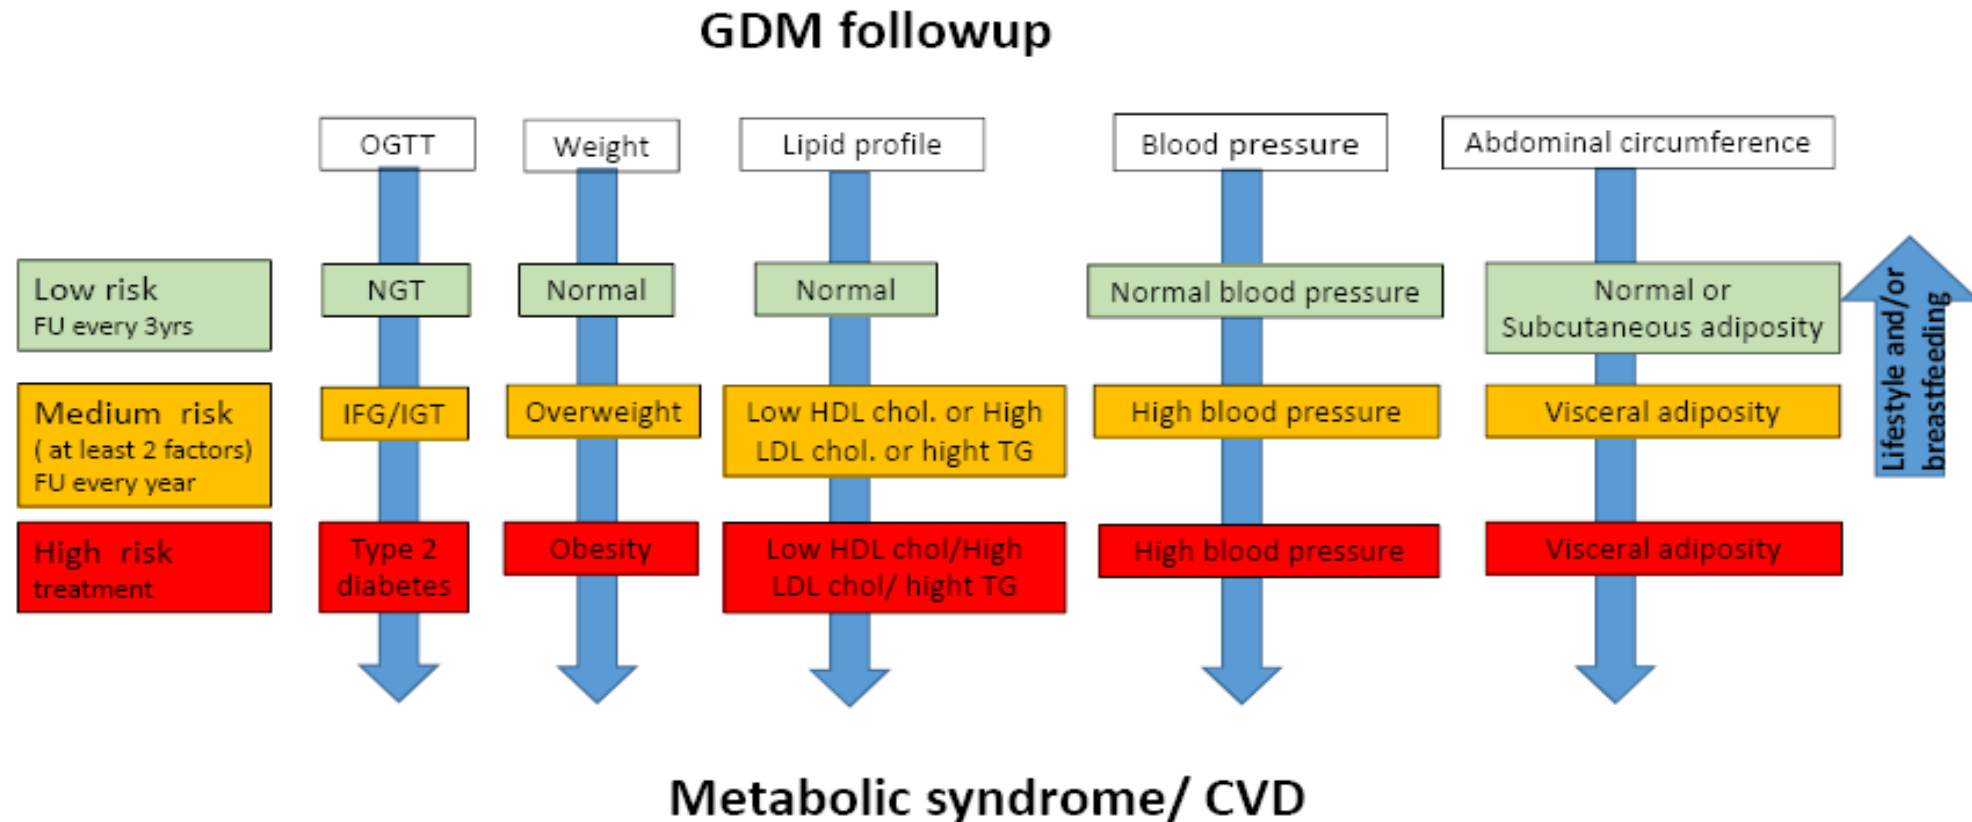 GDM followup
OGTT
Weight
Lipid profile
Blood pressure
Abdominal circumference
Low risk
FU every 3yrs
NGT
Normal
Normal
Normal blood pressure
Normal or
Subcutaneous adiposity
Medium risk
( at least 2 factors)
FU every year
IFG/IGT
Overweight
Low HDL chol. or High
LDL chol. or hight TG
High blood pressure
Visceral adiposity
High risk
treatment
Type 2
diabetes
Obesity
Low HDL chol/High
LDL chol/ hight TG
High blood pressure
Visceral adiposity
Lifestyle and/or
breastfeeding
Metabolic syndrome/ CVD